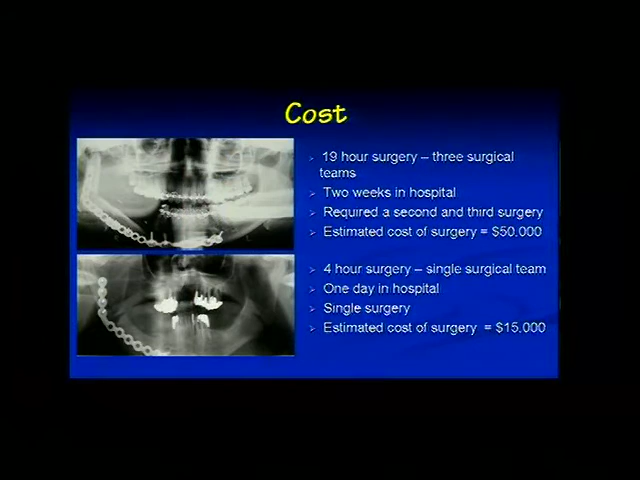 Cost
19 hour surgery – three surgical
teams
Two weeks in hospital
Required a second and third surgery
Estimated cost of surgery = $50.000
4 hour surgery – single surgical team
One day in hospital
Single surgery
Estimated cost of surgery = $15.000